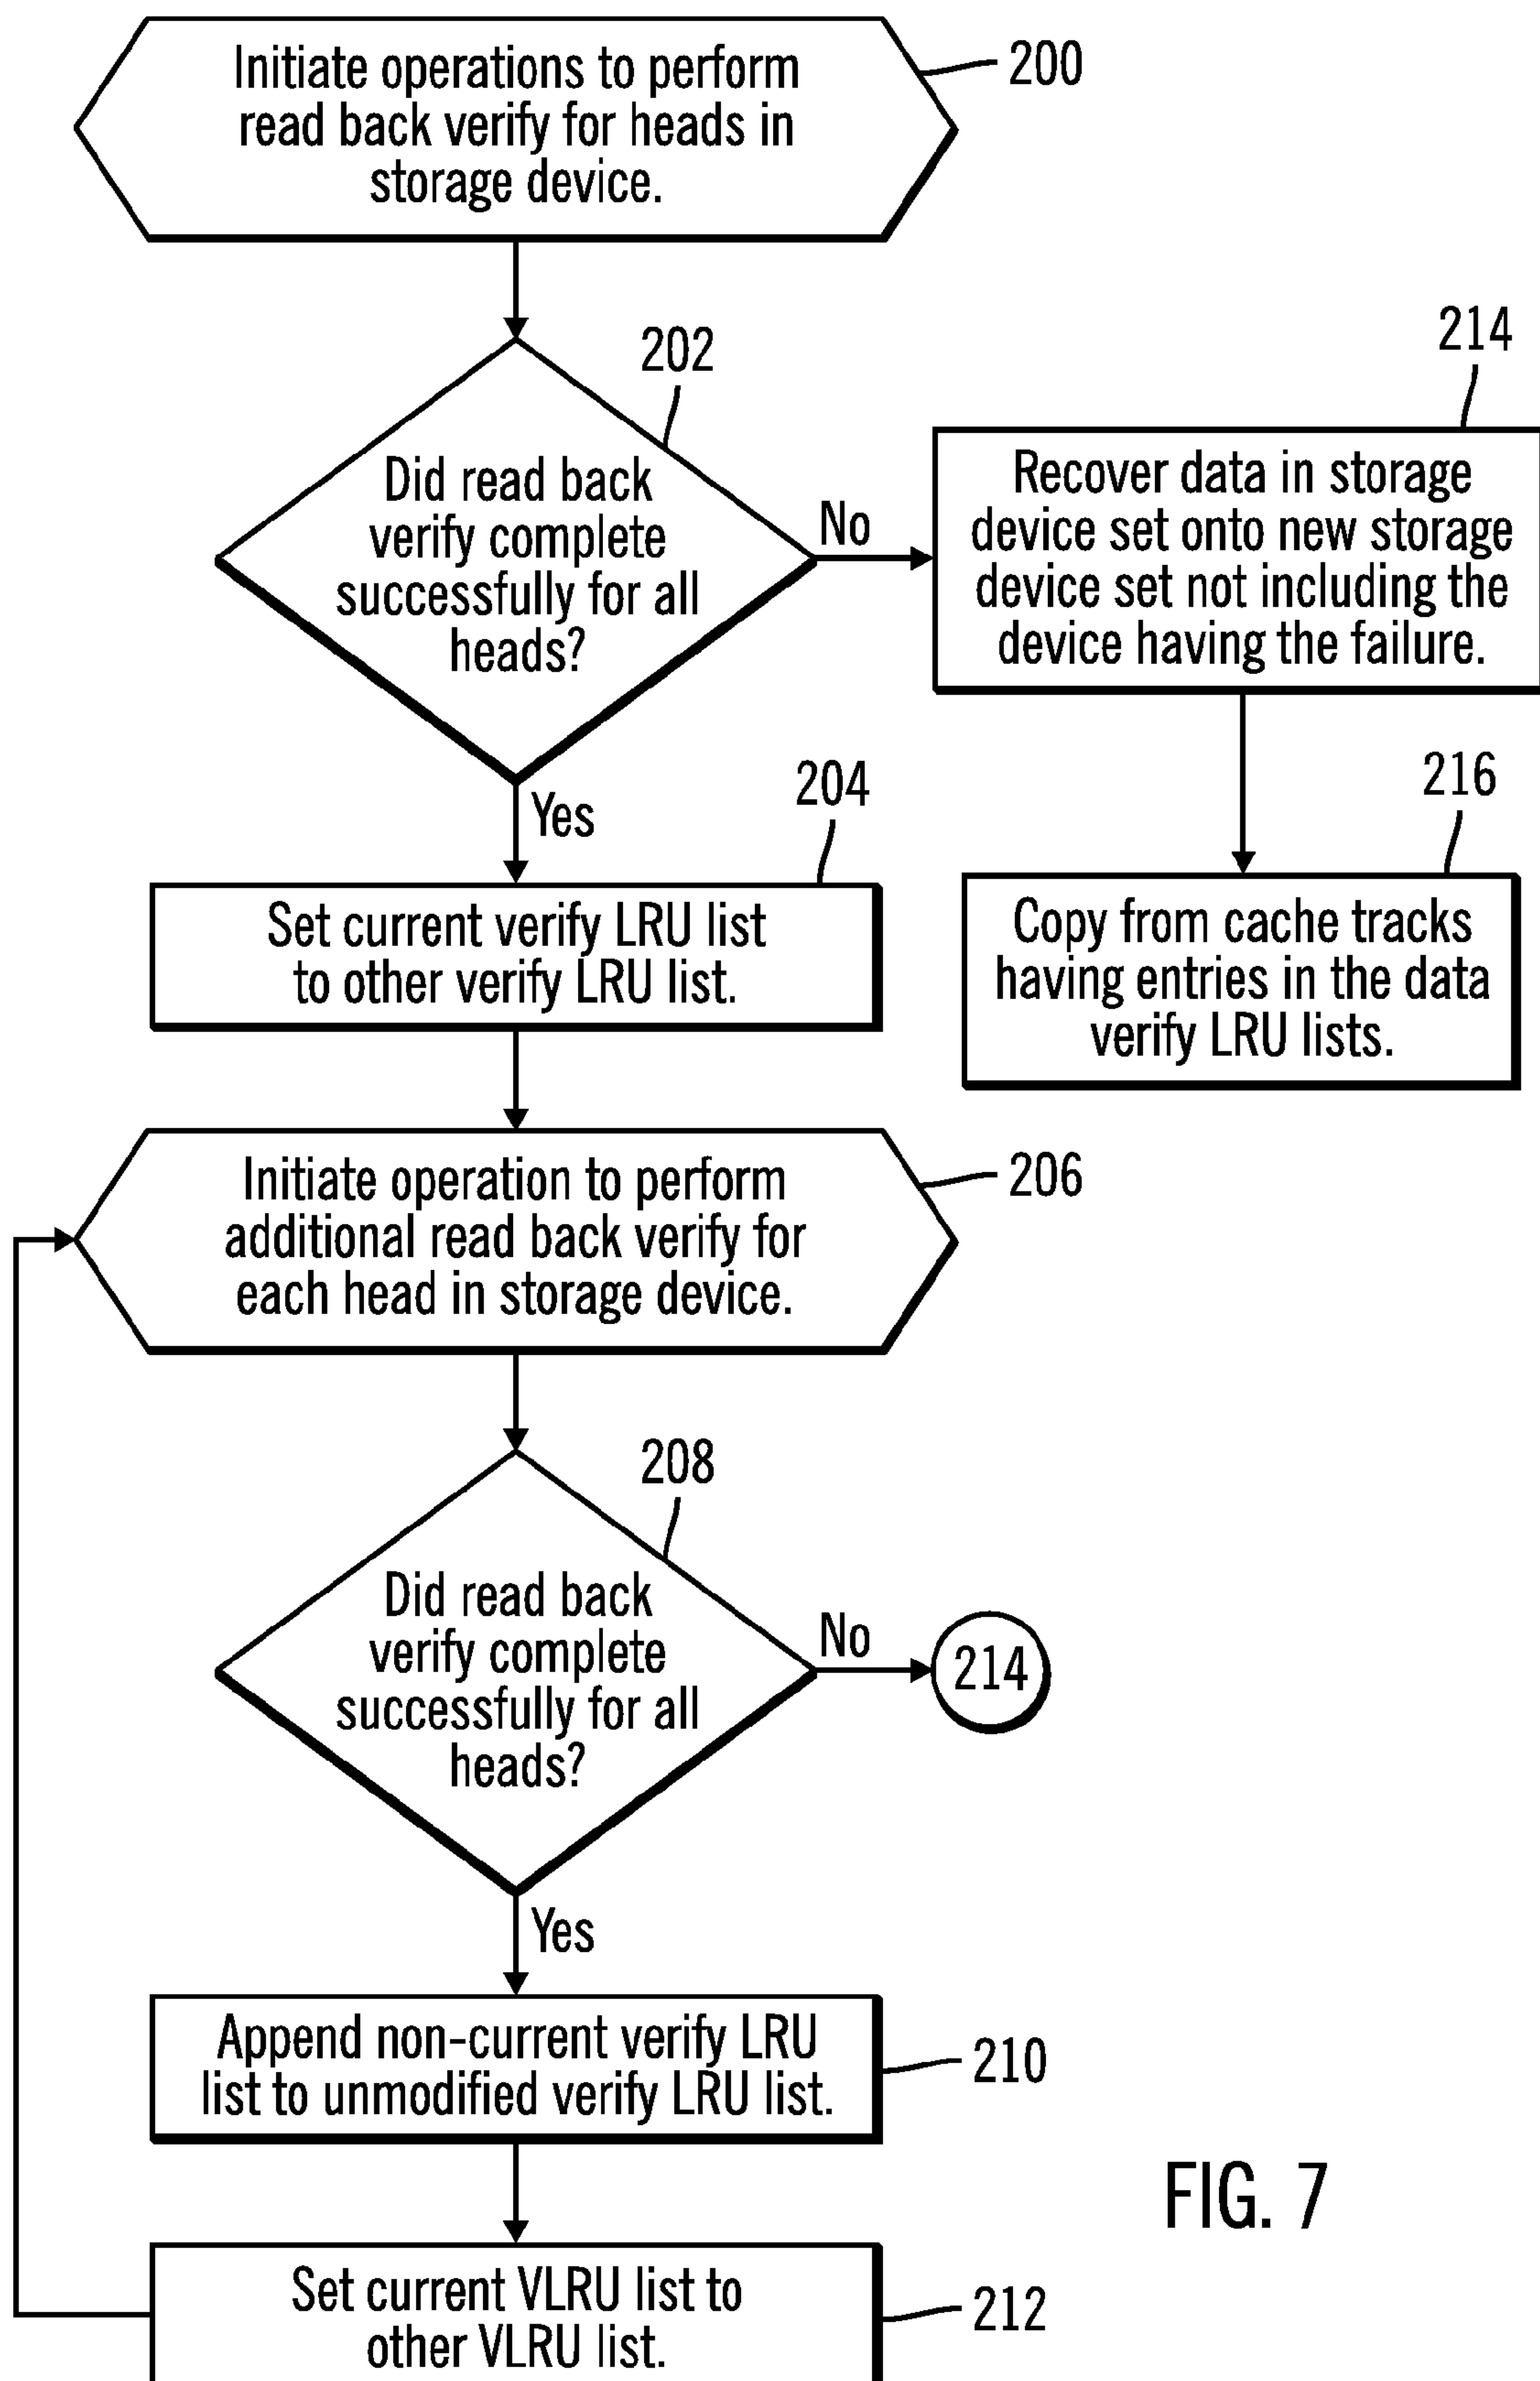 Initiate operations to perform
read back verify for heads in
storage device.
200
202
Did read back
verify complete
successfully for all
heads?
No
Yes
214
Recover data in storage
device set onto new storage
device set not including the
device having the failure.
216
Copy from cache tracks
having entries in the data
verify LRU lists.
204
Set current verify LRU list
to other verify LRU list.
Initiate operation to perform
additional read back verify for
each head in storage device.
206
208
Did read back
verify complete
successfully for all
heads?
No
214
Yes
Append non-current verify LRU
list to unmodified verify LRU list.
210
Set current VLRU list to
other VLRU list.
212
FIG. 7